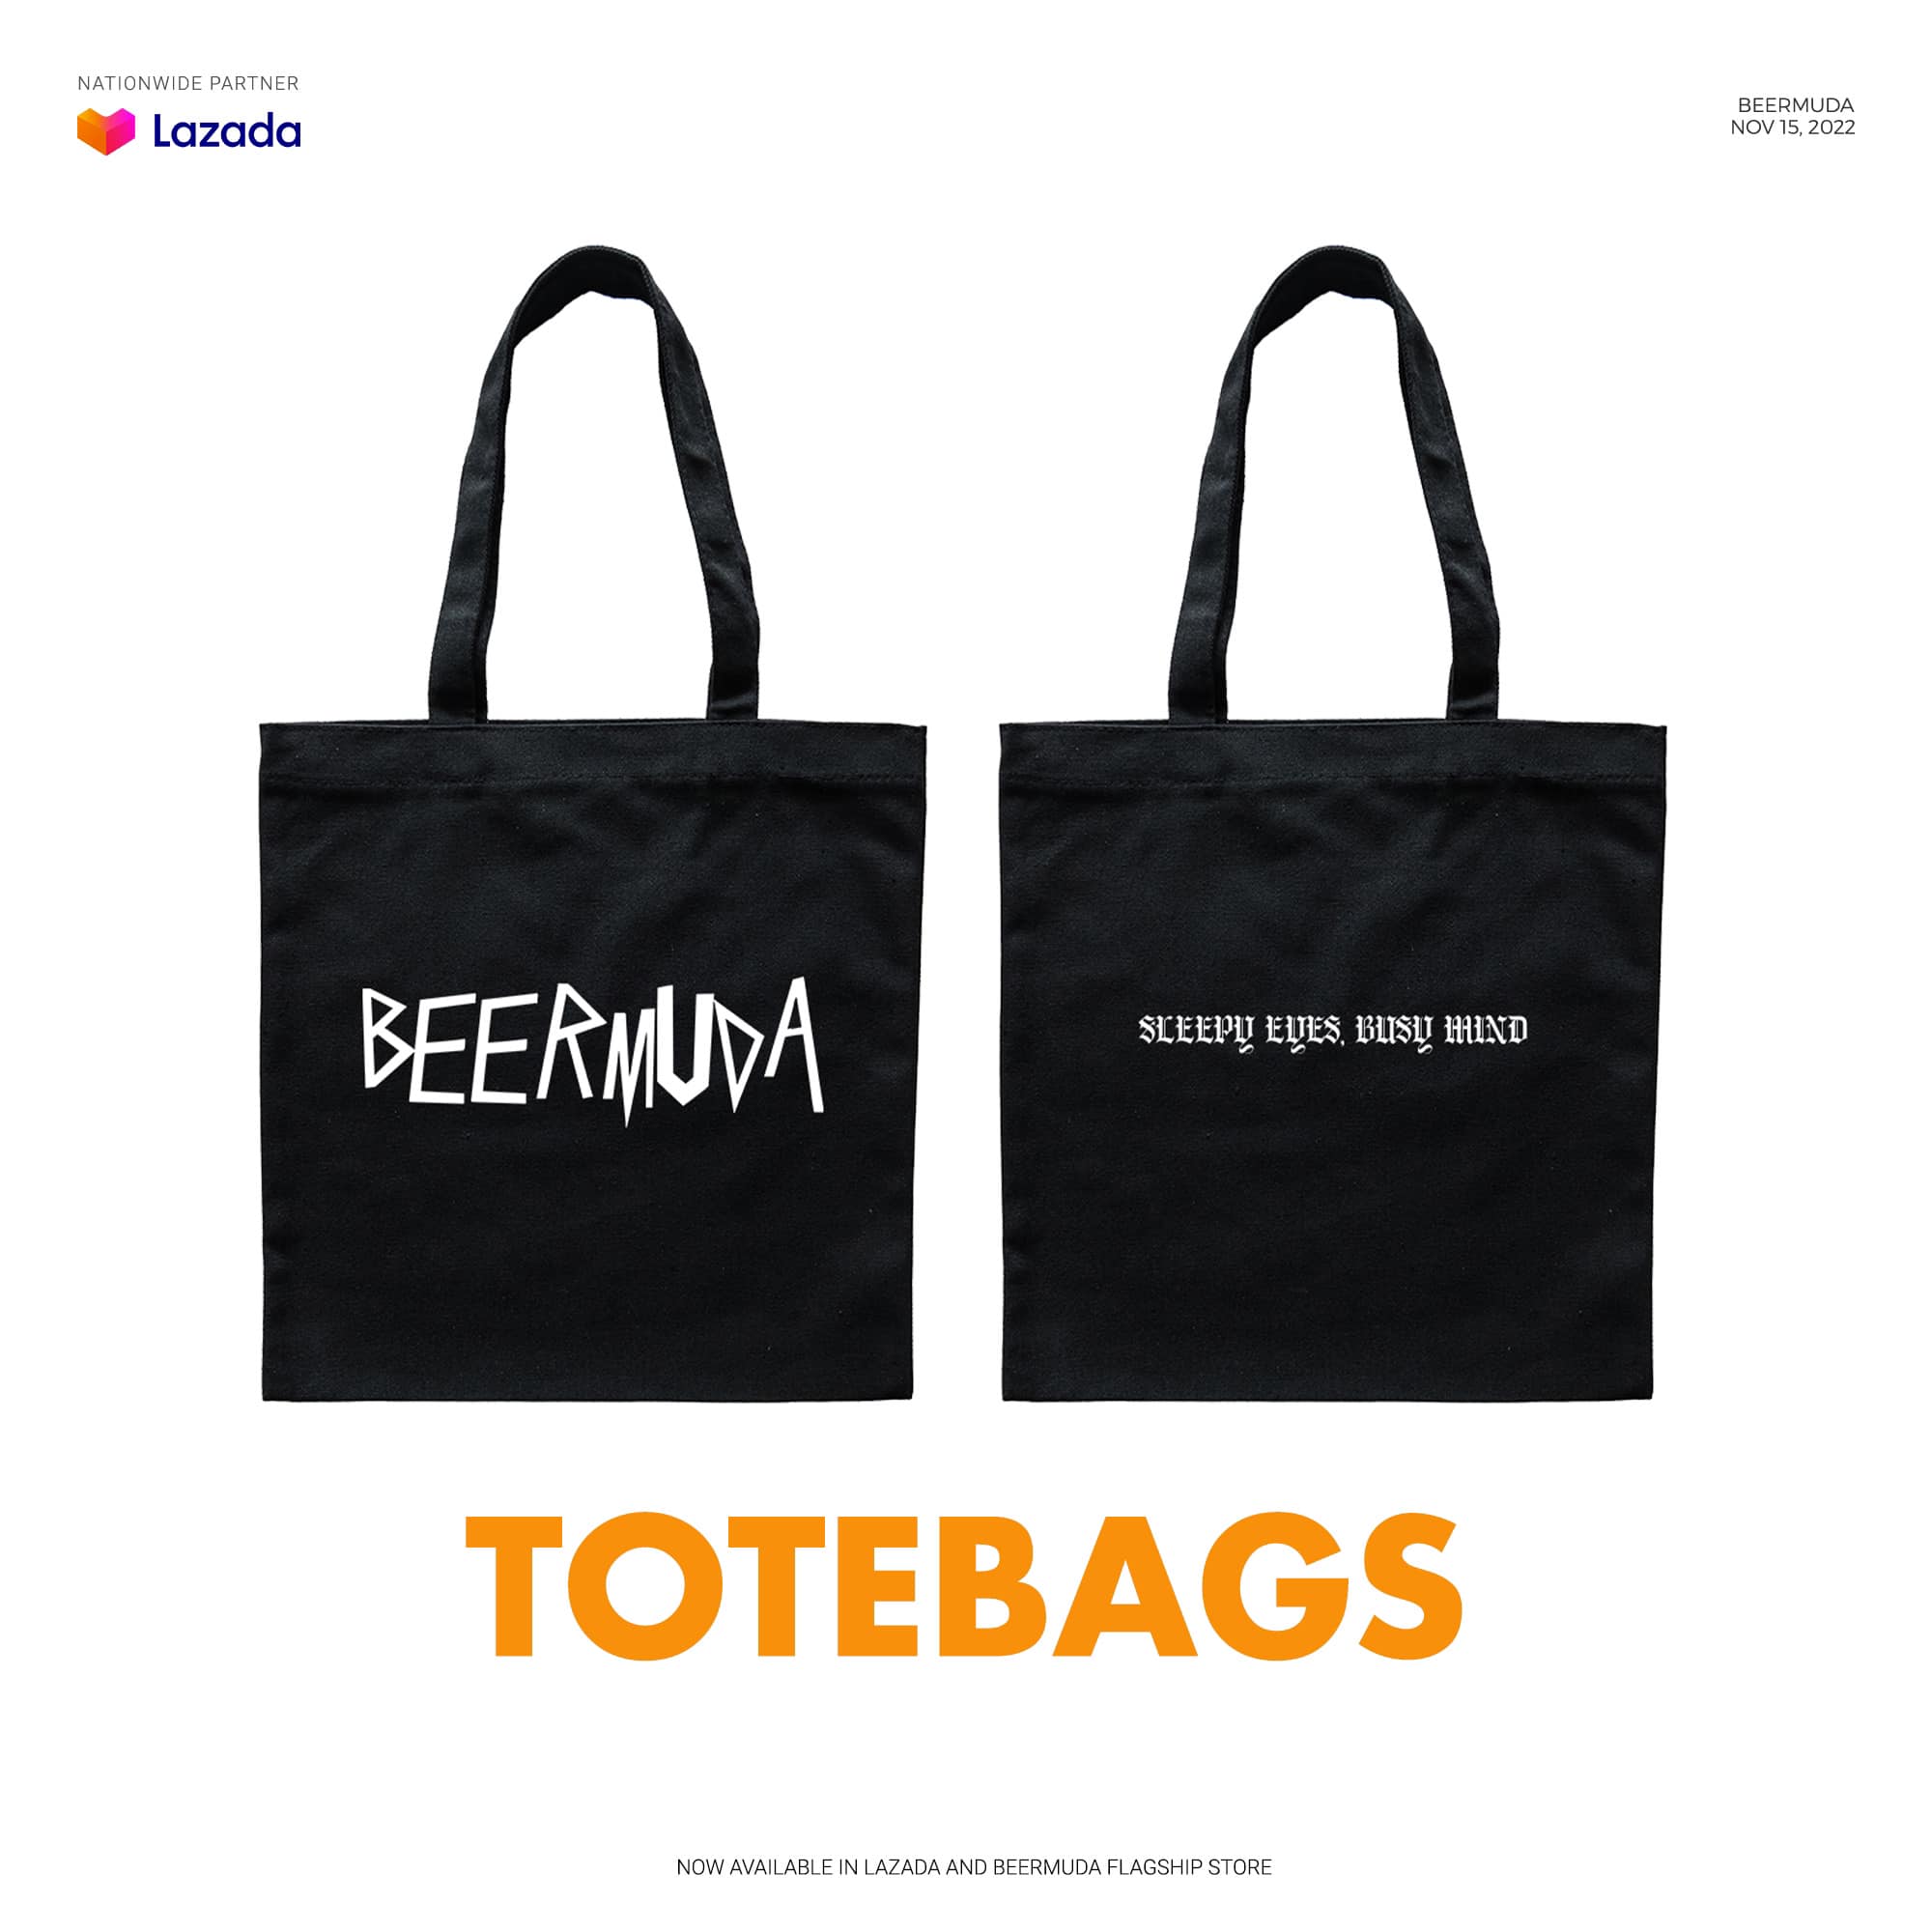 NATIONWIDE PARTNER
Lazada
BEERMUDA
NOV 15, 2022
BEERMUDA
SLEEPY EYES, BUSY MIND
TOTEBAGS
NOW AVAILABLE IN LAZADA AND BEERMUDA FLAGSHIP STORE